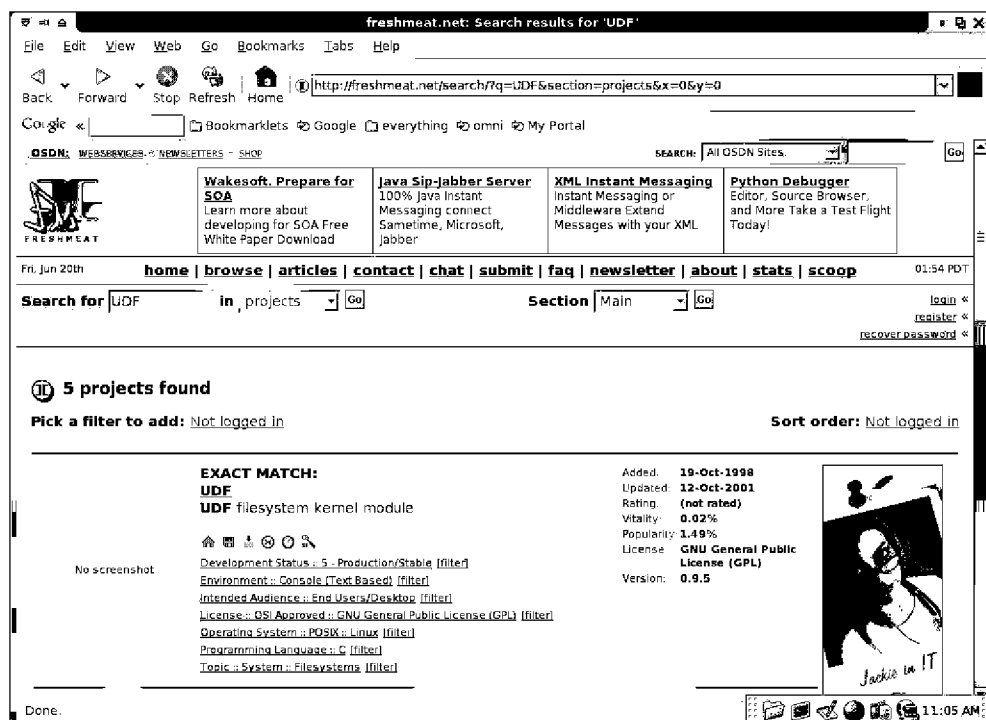 freshmeat.net: Search results for 'UDF'
File Edit View Web Go Bookmarks Tabs Help
Back Forward Stop Refresh Home http://freshmeat.net/search/?q=UDF&section=projects&x=0&y=0
Google « Bookmarklets Google everything omni My Portal
OSDN: NEWSLETTERS - SHOP SEARCH: All OSDN Sites. Go
Wakesoft. Prepare for SOA
Learn more about
developing for SOA Free
White Paper Download
Java Sip-Jabber Server
100% Java Instant
Messaging connect
Sametime, Microsoft,
Jabber
XML Instant Messaging
Instant Messaging or
Middleware Extend
Messages with your XML
Python Debugger
Editor, Source Browser,
and More Take a Test Flight
Today!
FRESHMEAT
Fri, Jun 20th home | browse | articles | contact | chat | submit | faq | newsletter | about | stats | scoop 01:54 PDT
Search for UDF in projects Go Section Main Go
login «
register «
recover password «
5 projects found
Pick a filter to add: Not logged in Sort order: Not logged in
No screenshot
EXACT MATCH:
UDF
UDF filesystem kernel module
Development Status :: 5 - Production/Stable [filter]
Environment :: Console (Text Based) [filter]
Intended Audience :: End Users/Desktop [filter]
License :: OSI Approved :: GNU General Public License (GPL) [filter]
Operating System :: POSIX :: Linux [filter]
Programming Language :: C [filter]
Topic :: System :: Filesystems [filter]
Added: 19-Oct-1998
Updated: 12-Oct-2001
Rating: (not rated)
Vitality: 0.02%
Popularity: 1.49%
License GNU General Public
License (GPL)
Version: 0.9.5
Jackie in IT
Done.
11:05 AM